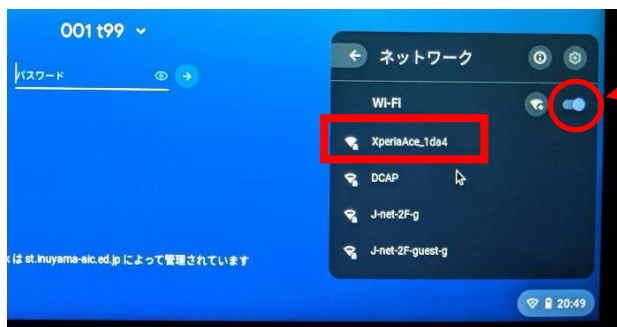 001 t99
パスワード
は st.inuyama-aic.ed.jp によって管理されています
ネットワーク
Wi-Fi
XperiaAce_1da4
DCAP
J-net-2F-g
J-net-2F-guest-g
20:49